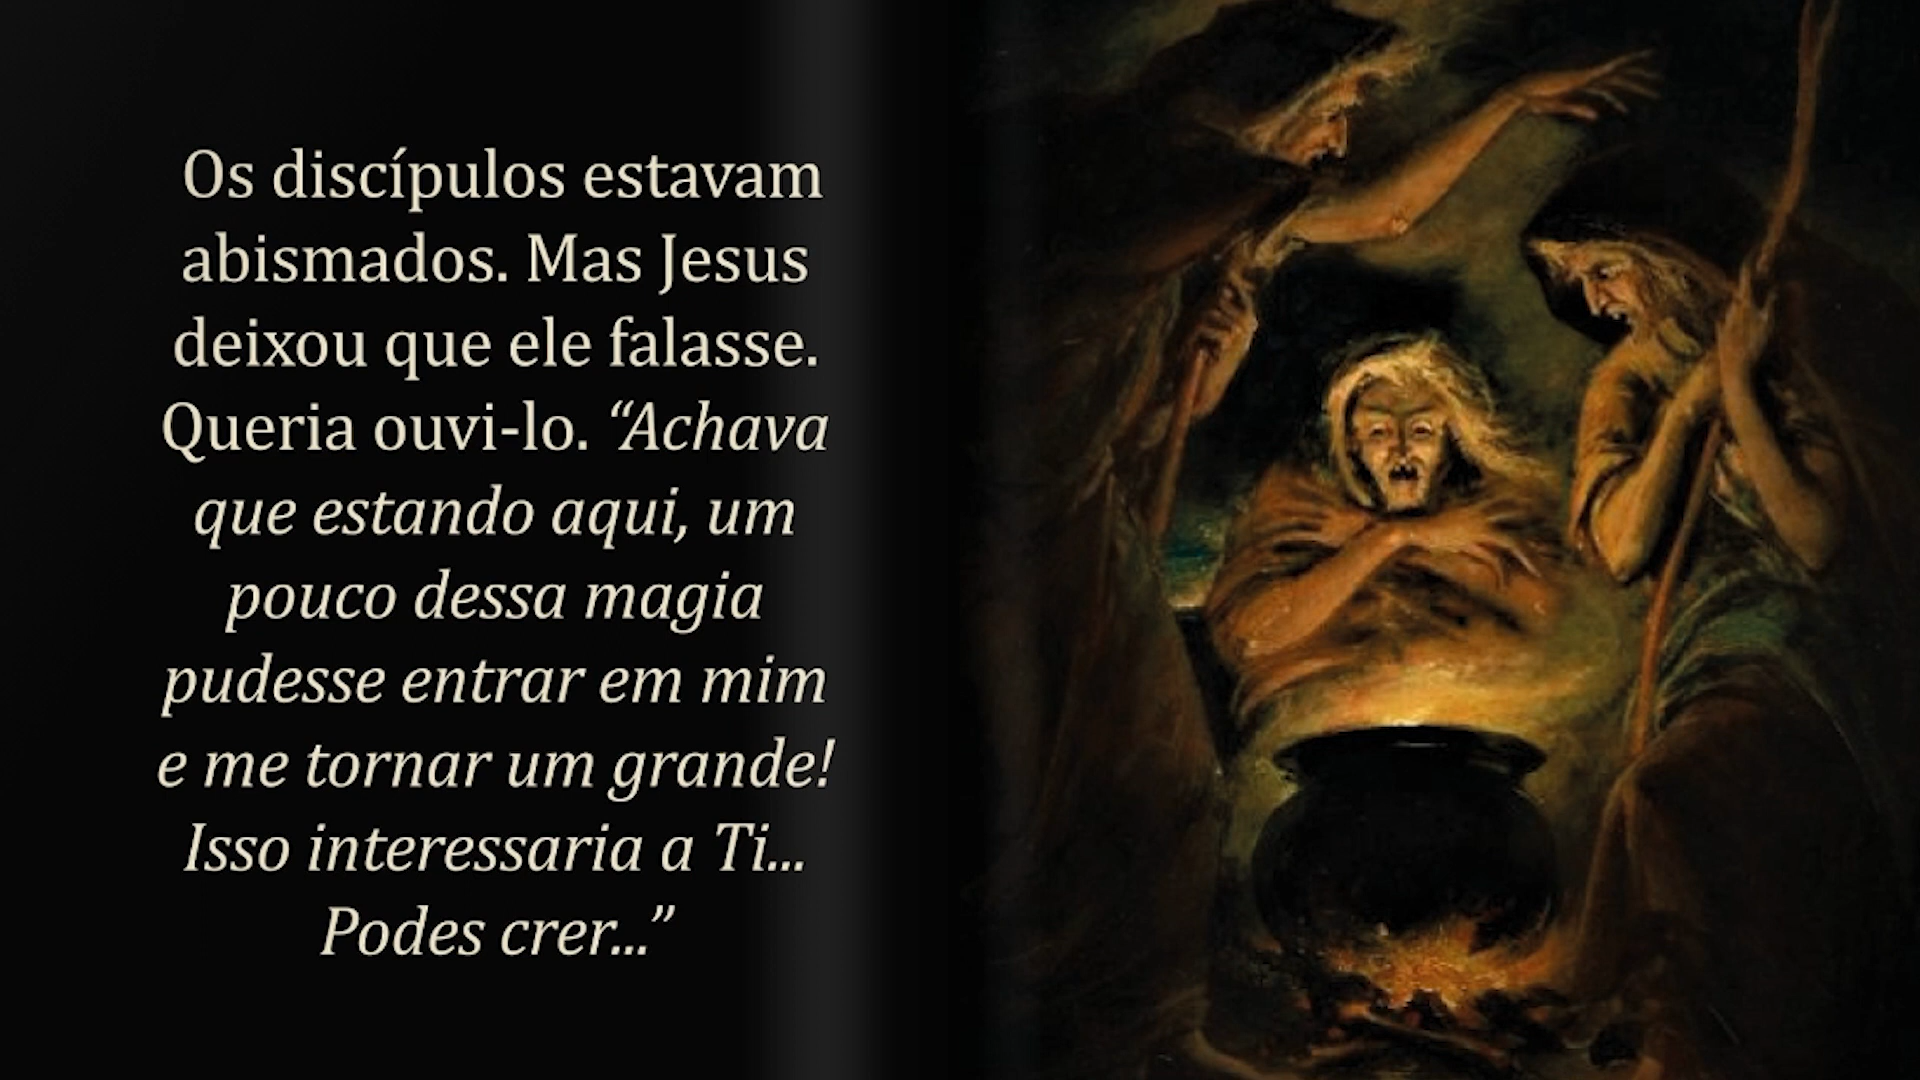 Os discípulos estavam
abismados. Mas Jesus
deixou que ele falasse.
Queria ouvi-lo. “Achava
que estando aqui, um
pouco dessa magia
pudesse entrar em mim
e me tornar um grande!
Isso interessaria a Ti...
Podes crer...”